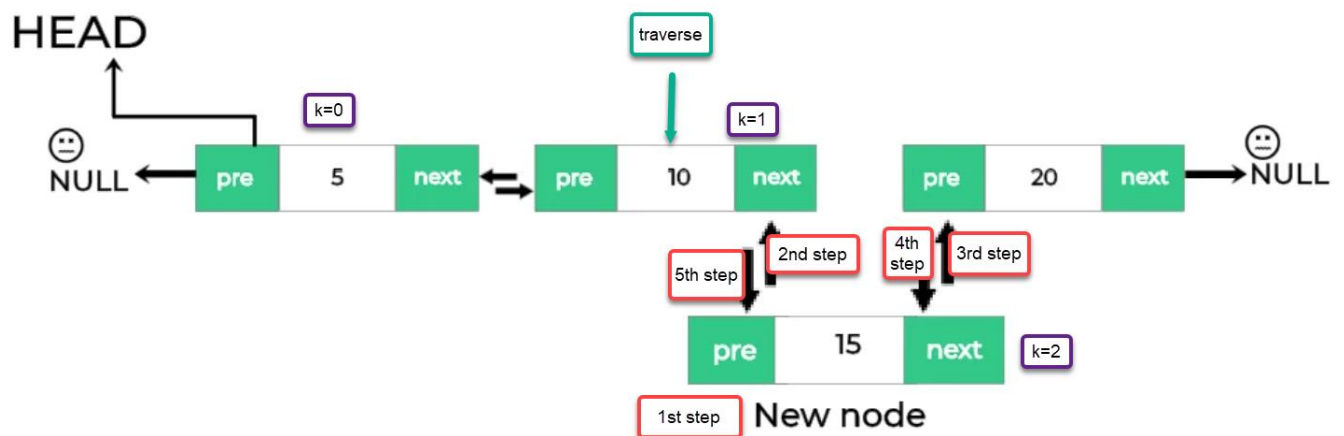 HEAD
traverse
k=0
k=1
NULL
pre 5 next
pre 10 next
pre 20 next
NULL
5th step
2nd step
4th
step
3rd step
pre 15 next
k=2
1st step
New node